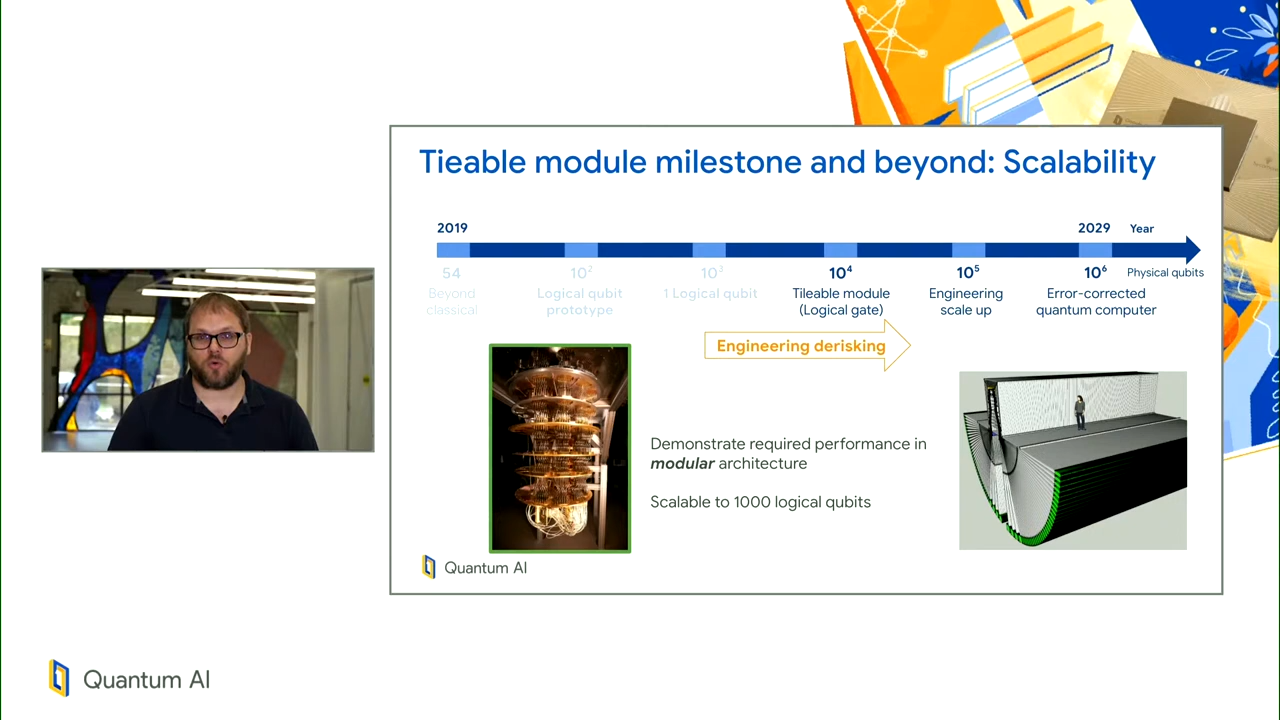 Tieable module milestone and beyond: Scalability
2019
2029
Year
54
10²
10³
10⁴
10⁵
10⁶
Physical qubits
Beyond
classical
Logical qubit
prototype
1 Logical qubit
Tileable module
(Logical gate)
Engineering
scale up
Error-corrected
quantum computer
Engineering derisking
Demonstrate required performance in
modular architecture
Scalable to 1000 logical qubits
Quantum AI
Quantum AI